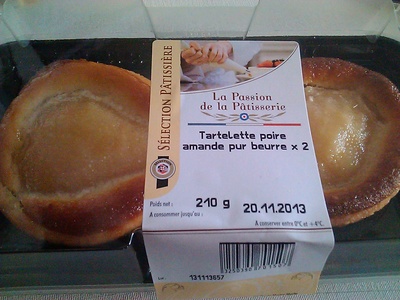 SÉLECTION PÂTISSIÈRE
La Passion
de la Pâtisserie
Tartelette poire
amande pur beurre x 2
Poids net : 210 g 20.11.2013
A consommer jusqu'au :
A conserver entre 0°C et +4°C.
131113657